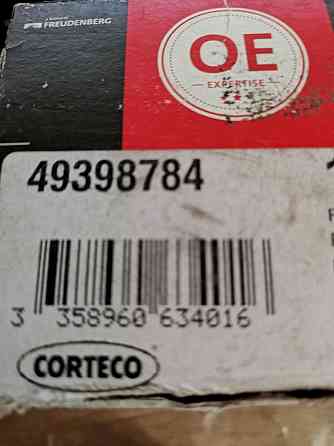 FREUDENBERG
OE
EXPERTISE
49398784
3 358960 634016
CORTECO